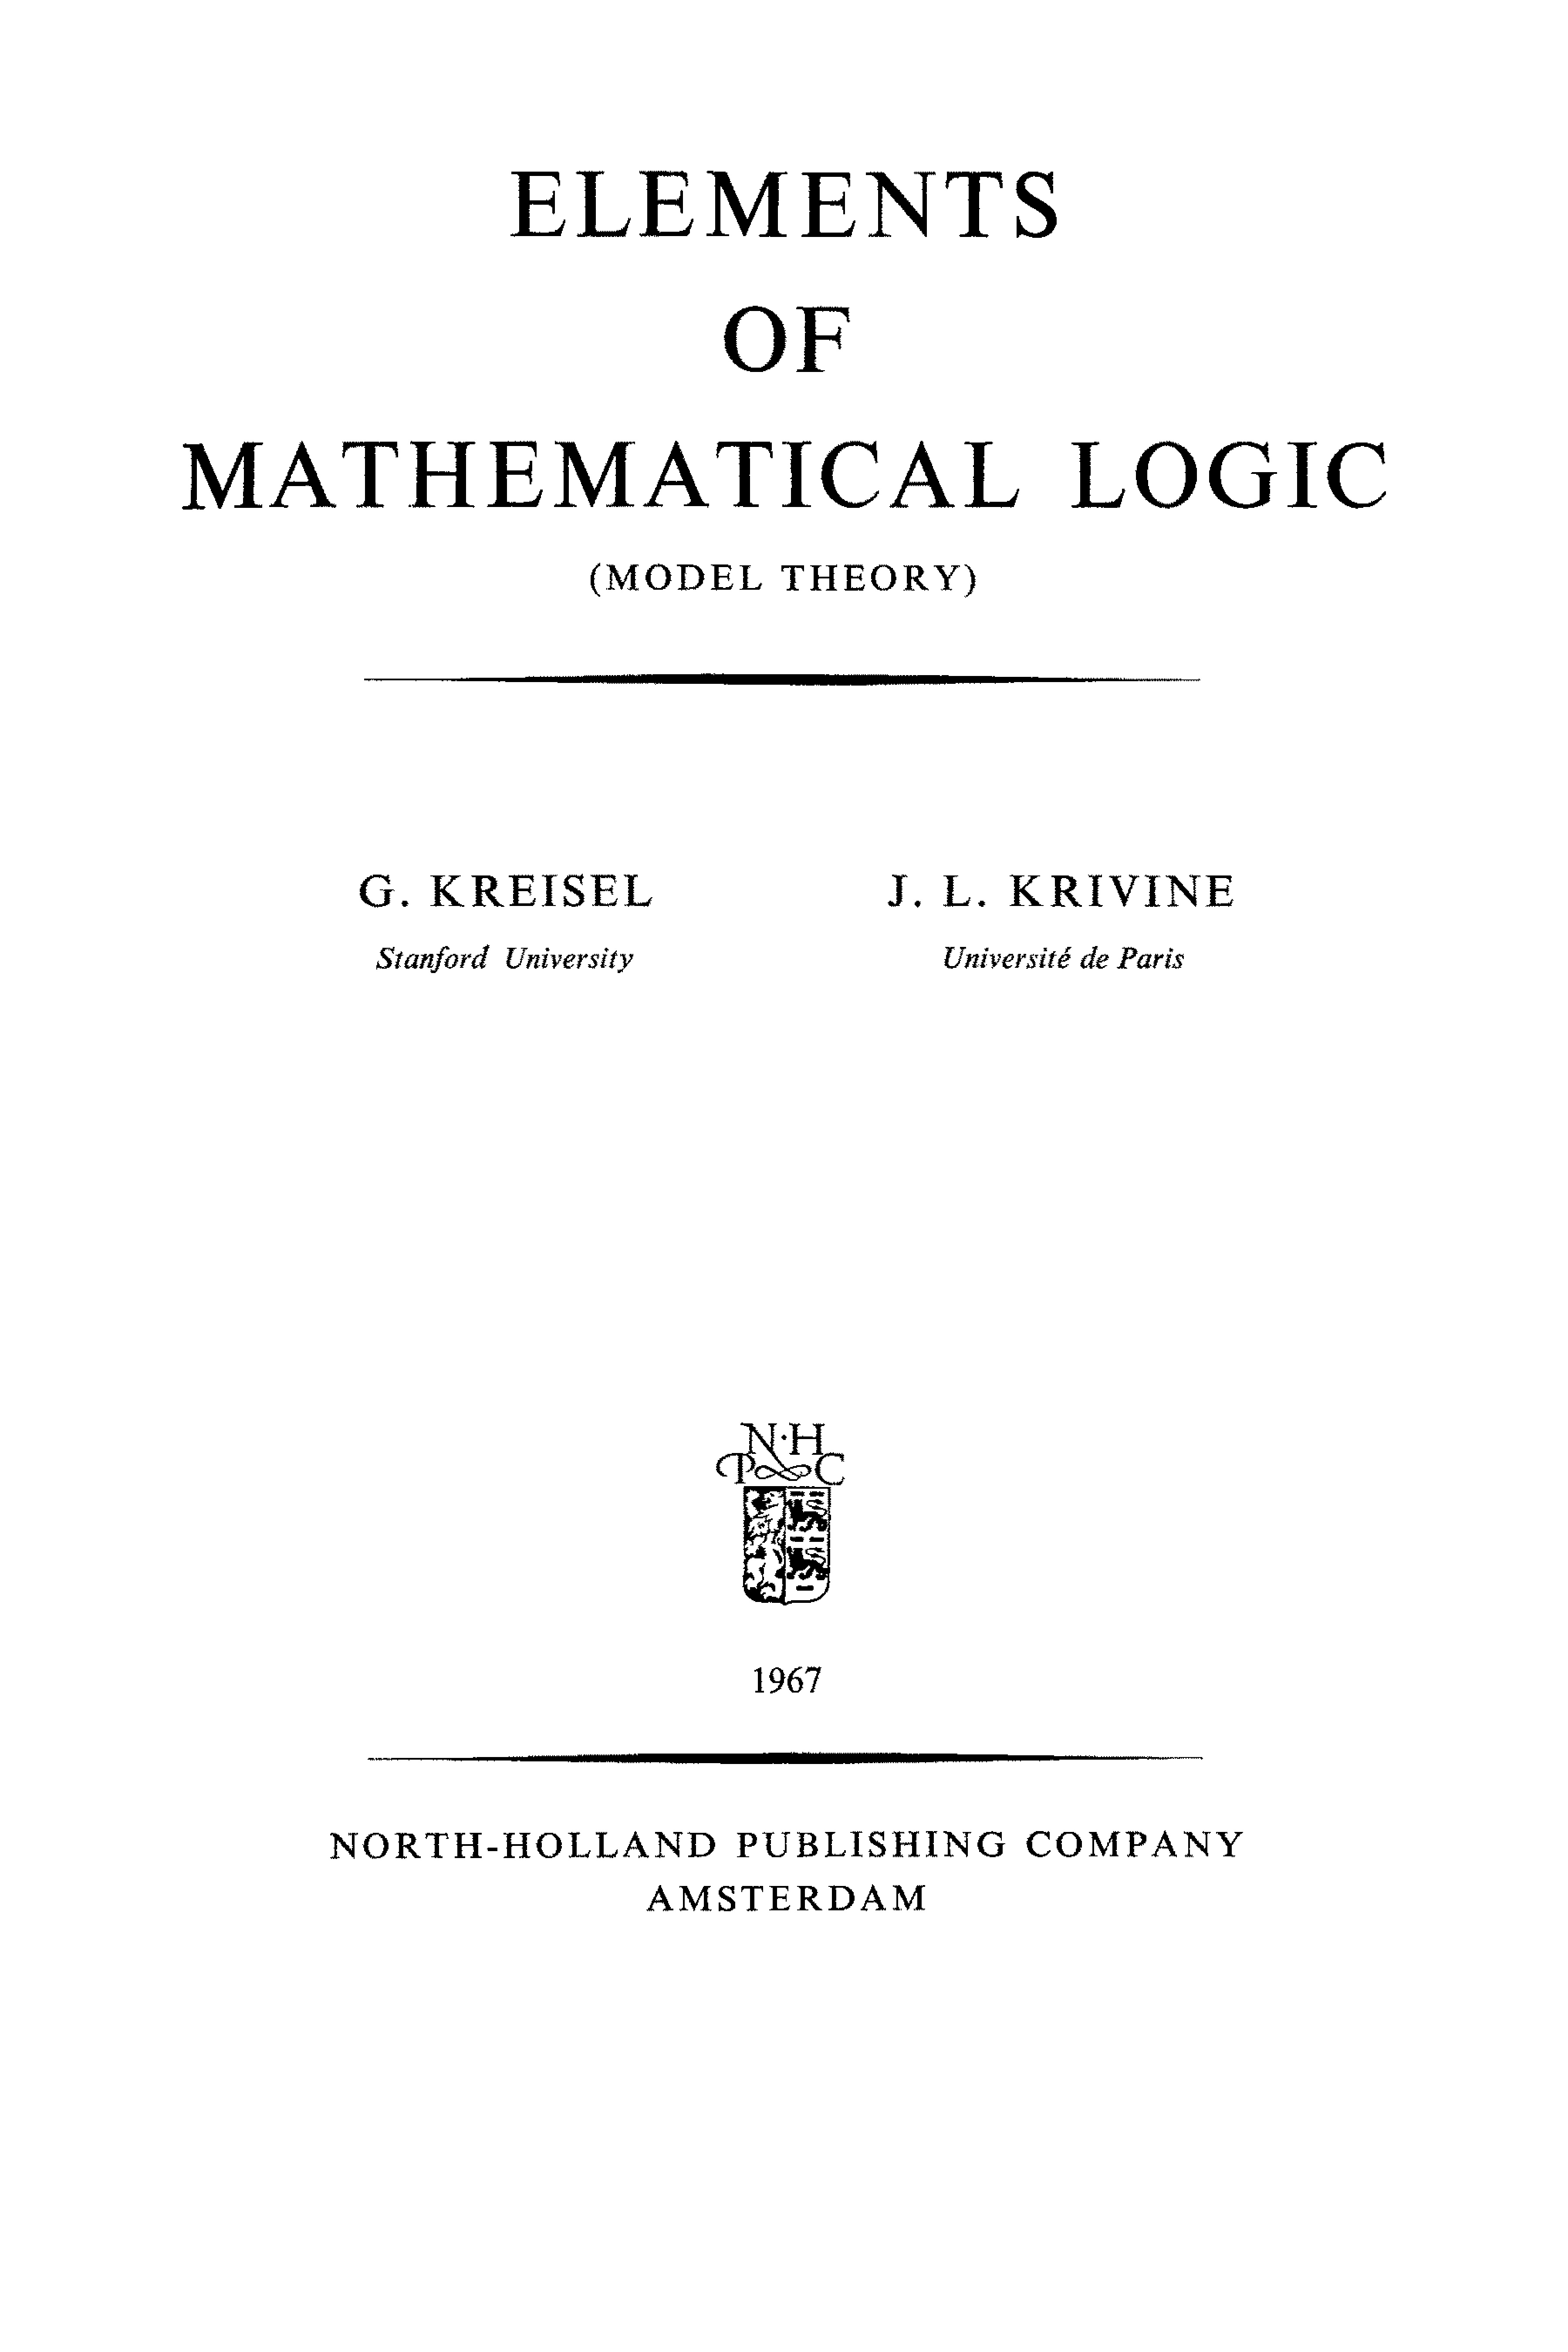 ELEMENTS
OF
MATHEMATICAL LOGIC
(MODEL THEORY)
G. KREISEL
Stanford University
J. L. KRIVINE
Université de Paris
N·H
P C
1967
NORTH-HOLLAND PUBLISHING COMPANY
AMSTERDAM